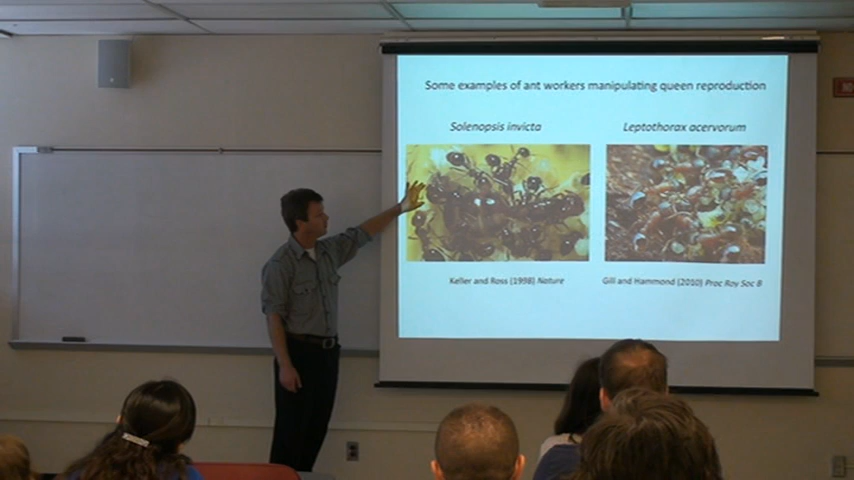 Some examples of ant workers manipulating queen reproduction
Solenopsis invicta
Leptothorax acervorum
Keller and Ross (1998) Nature
Gill and Hammond (2010) Proc Roy Soc B
NO